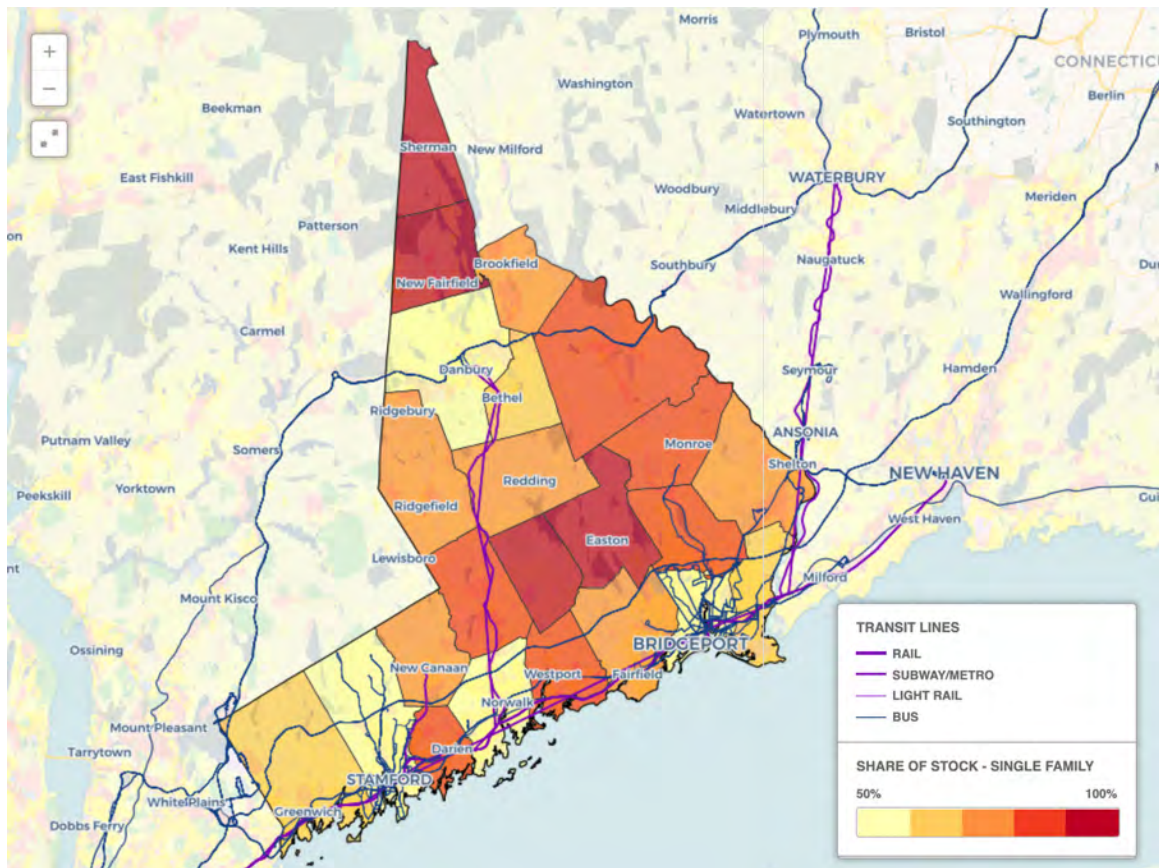 Morris
Plymouth
Bristol
+
CONNECTICU
−
Washington
Berlin
Beekman
Watertown
Southington
Sherman
New Milford
East Fishkill
WATERBURY
Woodbury
Meriden
Middlebury
Patterson
Kent Hills
Naugatuck
Brookfield
Southbury
New Fairfield
Wallingford
Carmel
Danbury
Seymour
Hamden
Bethel
Ridgebury
ANSONIA
Putnam Valley
Somers
Monroe
Shelton
NEW HAVEN
Redding
Yorktown
Peekskill
Ridgefield
Gui
West Haven
Easton
Lewisboro
Milford
Mount Kisco
BRIDGEPORT
Ossining
New Canaan
Westport
Fairfield
Norwalk
Mount Pleasant
Darien
Tarrytown
STAMFORD
White Plains
Greenwich
Dobbs Ferry
TRANSIT LINES
RAIL
SUBWAY/METRO
LIGHT RAIL
BUS
SHARE OF STOCK - SINGLE FAMILY
50% 100%